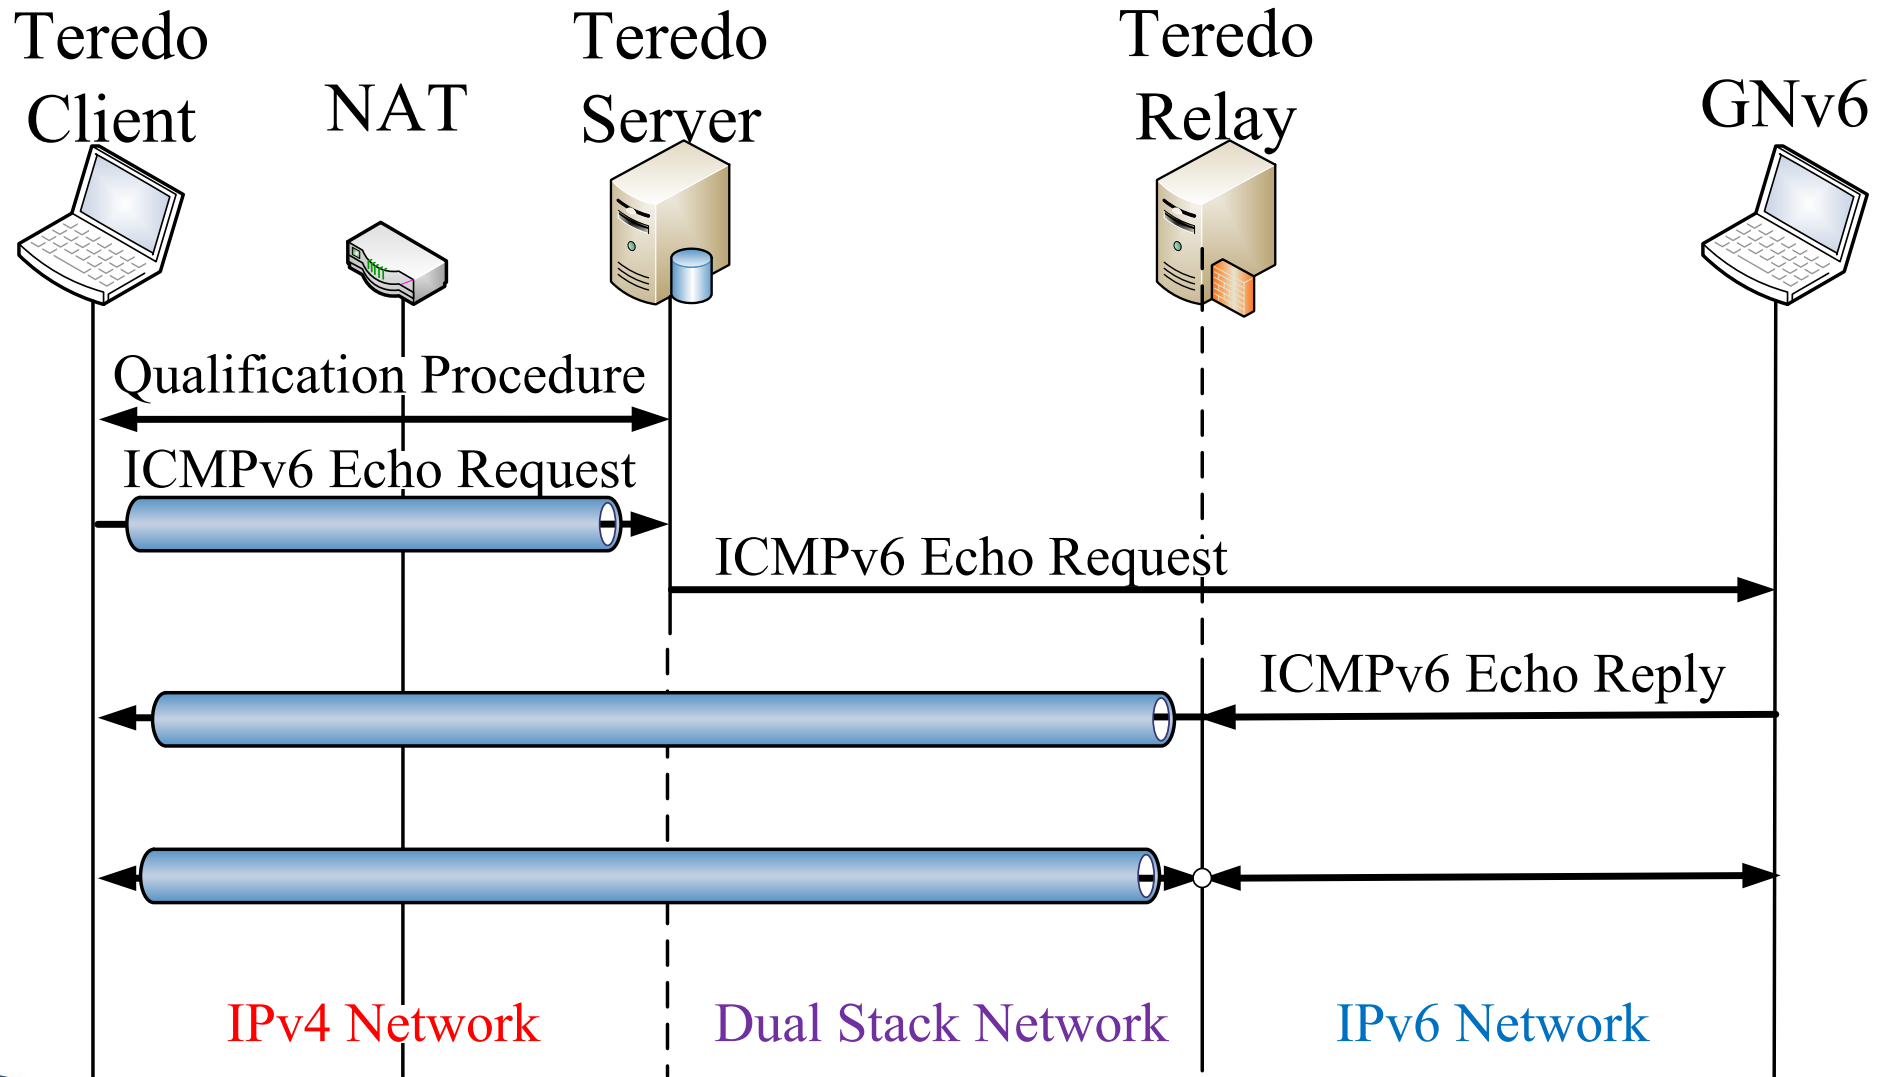 Teredo
Client
NAT
Teredo
Server
Teredo
Relay
GNv6
Qualification Procedure
ICMPv6 Echo Request
ICMPv6 Echo Request
ICMPv6 Echo Reply
IPv4 Network
Dual Stack Network
IPv6 Network